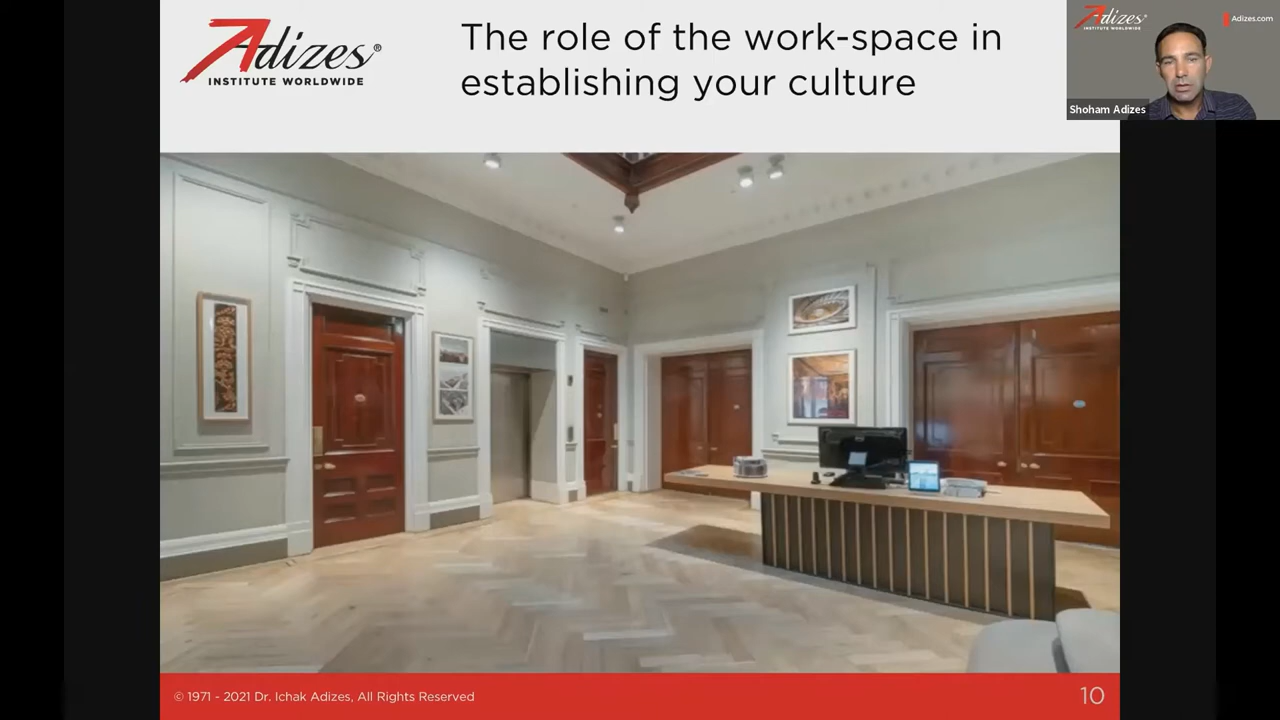 Adizes®
INSTITUTE WORLDWIDE
The role of the work-space in
establishing your culture
Adizes
INSTITUTE WORLDWIDE
Adizes.com
Shoham Adizes
© 1971 - 2021 Dr. Ichak Adizes, All Rights Reserved
10